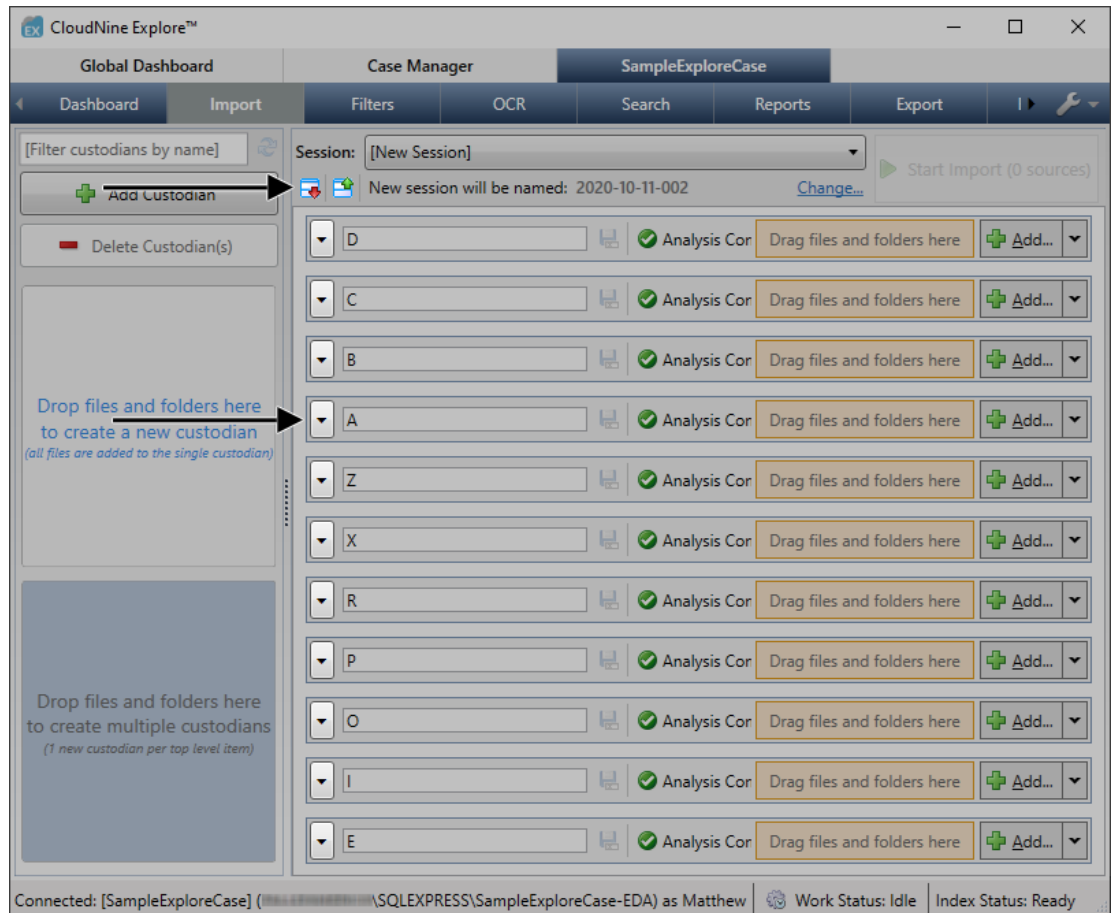 EX CloudNine Explore™
Global Dashboard Case Manager SampleExploreCase
Dashboard Import Filters OCR Search Reports Export
[Filter custodians by name]
Add Custodian
Delete Custodian(s)
Drop files and folders here
to create a new custodian
(all files are added to the single custodian)
Drop files and folders here
to create multiple custodians
(1 new custodian per top level item)
Session: [New Session]
Start Import (0 sources)
New session will be named: 2020-10-11-002 Change...
D Analysis Cor Drag files and folders here Add...
C Analysis Cor Drag files and folders here Add...
B Analysis Cor Drag files and folders here Add...
A Analysis Cor Drag files and folders here Add...
Z Analysis Cor Drag files and folders here Add...
X Analysis Cor Drag files and folders here Add...
R Analysis Cor Drag files and folders here Add...
P Analysis Cor Drag files and folders here Add...
O Analysis Cor Drag files and folders here Add...
I Analysis Cor Drag files and folders here Add...
E Analysis Cor Drag files and folders here Add...
Connected: [SampleExploreCase] ( \SQLEXPRESS\SampleExploreCase-EDA) as Matthew Work Status: Idle Index Status: Ready